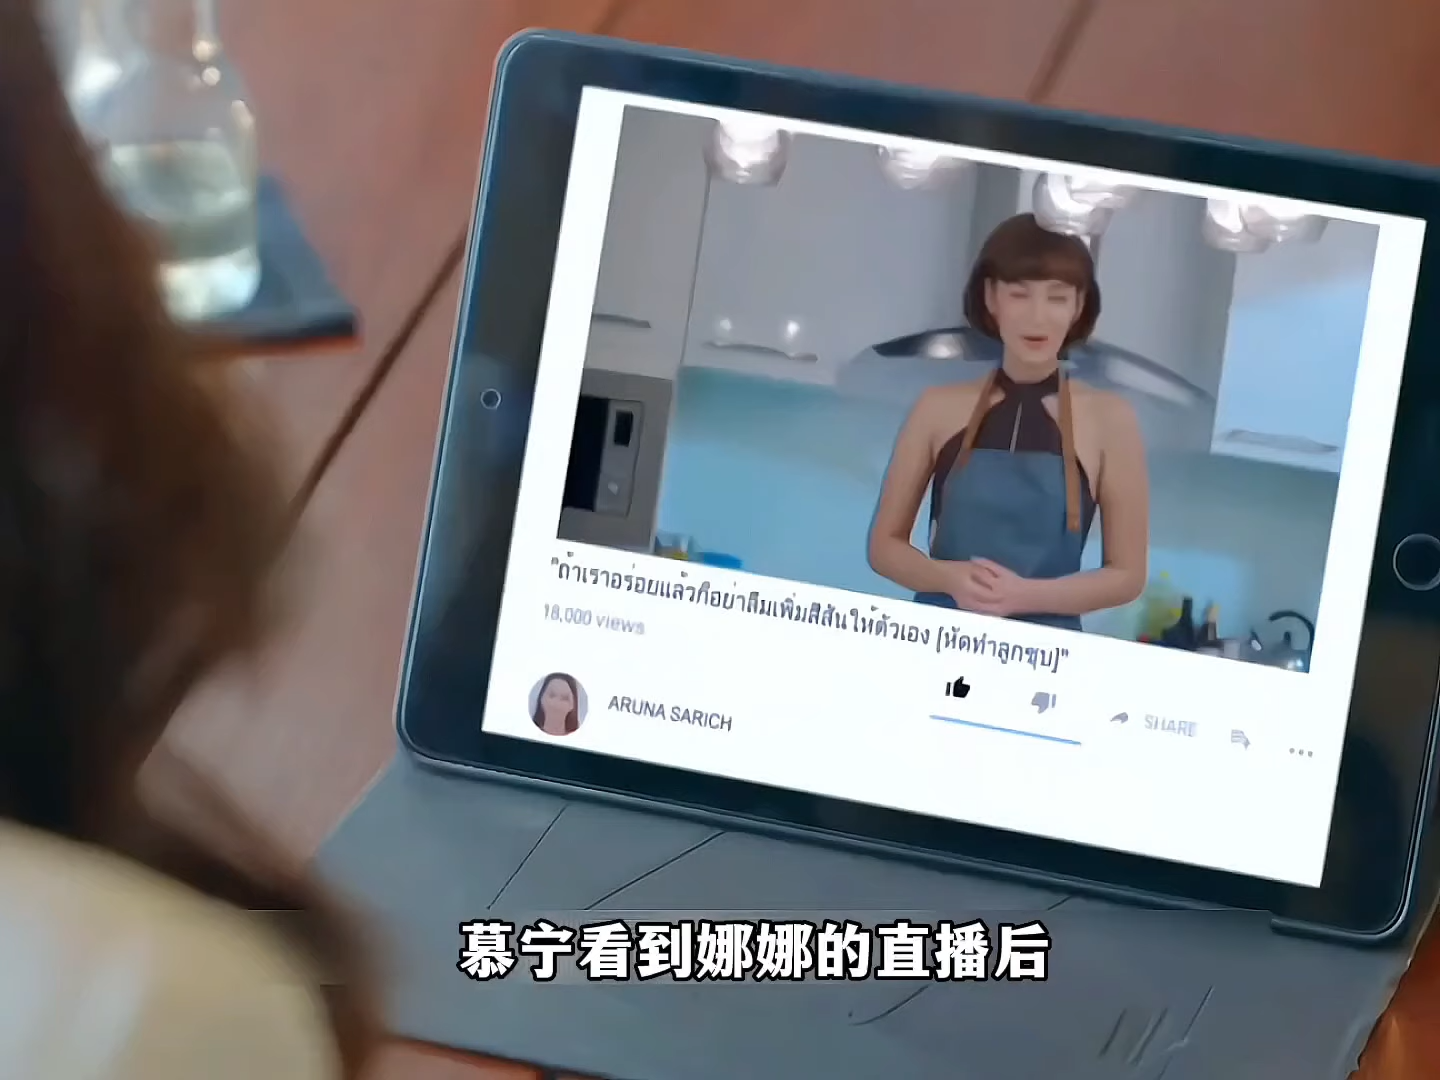 "ถ้าเราอร่อยแล้วก็อย่าลืมเพิ่มสีสันให้ตัวเอง [หัดทำลูกชุบ]"
18,000 views
ARUNA SARICH
SHARE
慕宁看到娜娜的直播后